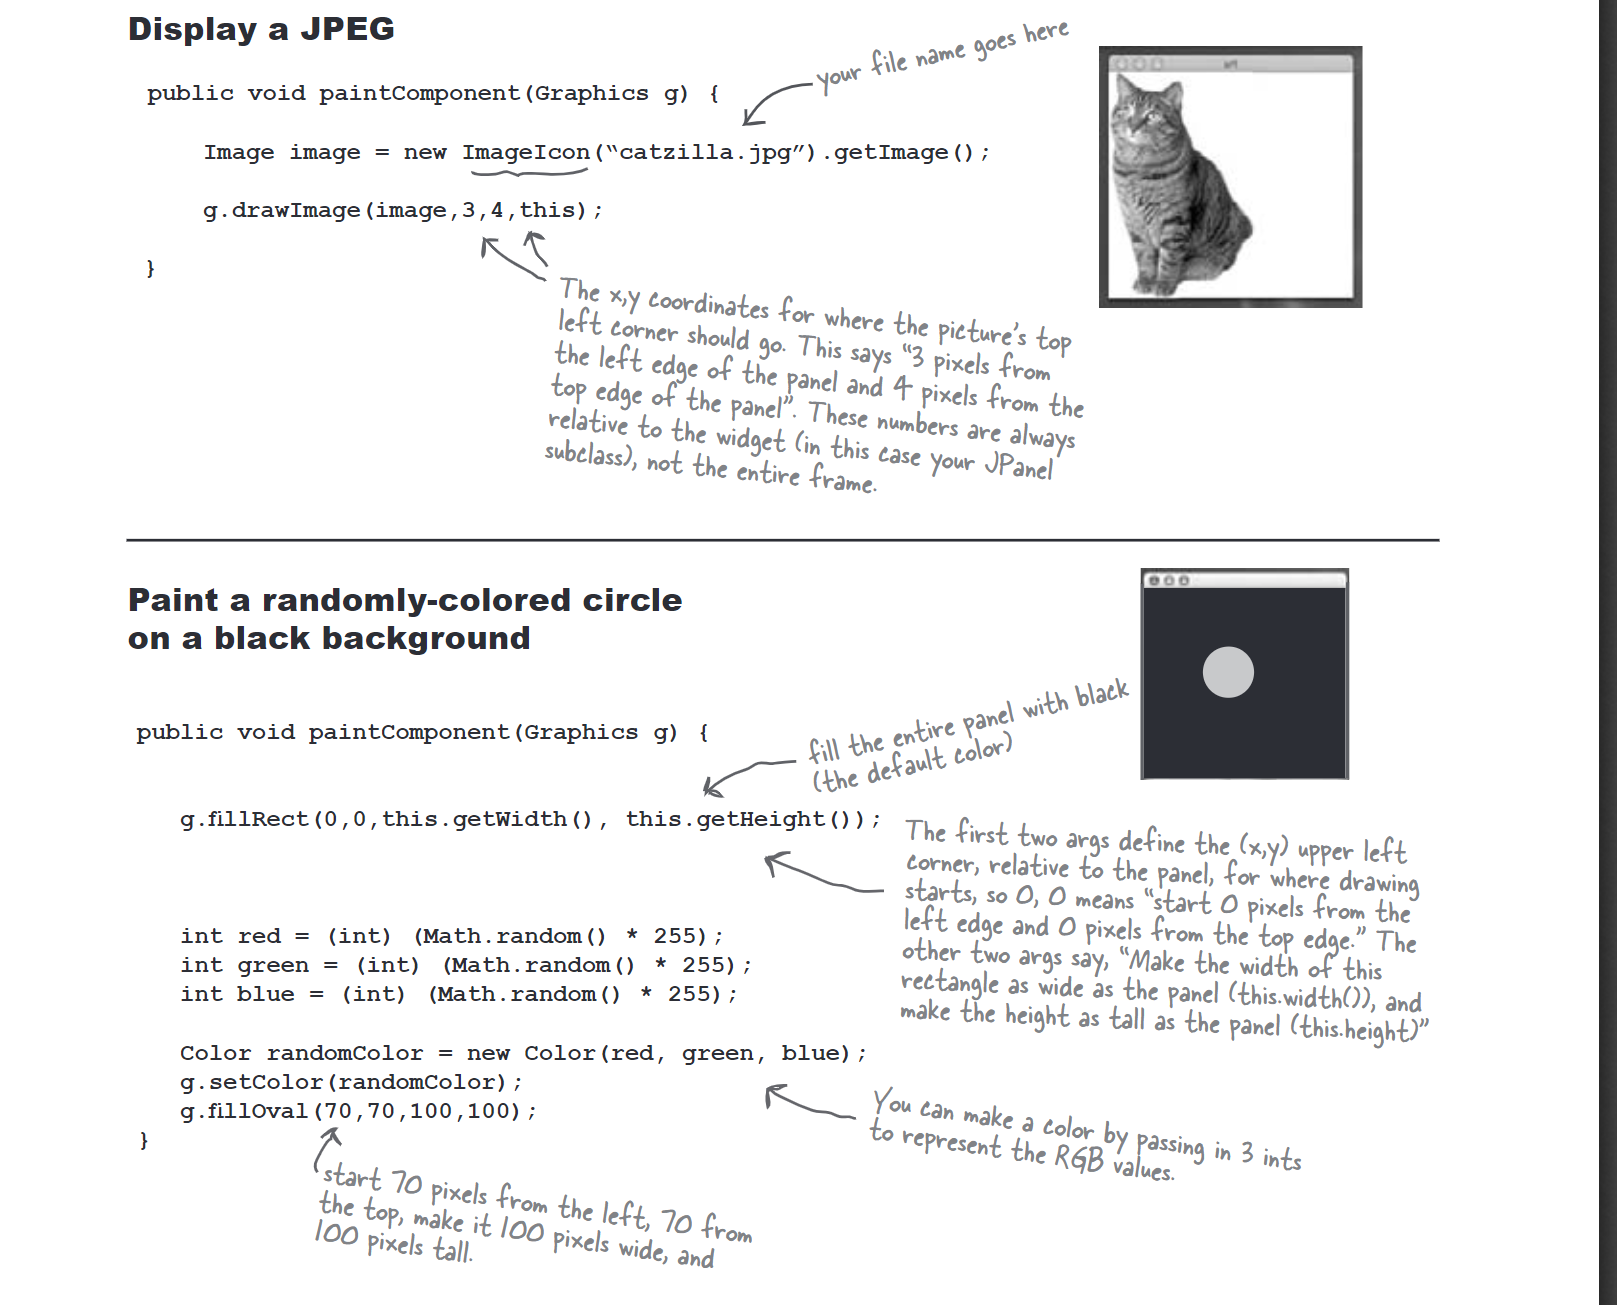 Display a JPEG
your file name goes here
public void paintComponent(Graphics g) {
Image image = new ImageIcon(“catzilla.jpg”).getImage();
g.drawImage(image,3,4,this);
}
The x,y coordinates for where the picture’s top
left corner should go. This says “3 pixels from
the left edge of the panel and 4 pixels from the
top edge of the panel”. These numbers are always
relative to the widget (in this case your JPanel
subclass), not the entire frame.
Paint a randomly-colored circle
on a black background
public void paintComponent(Graphics g) {
fill the entire panel with black
(the default color)
g.fillRect(0,0,this.getWidth(), this.getHeight());
The first two args define the (x,y) upper left
corner, relative to the panel, for where drawing
starts, so 0, 0 means “start 0 pixels from the
left edge and 0 pixels from the top edge.” The
other two args say, “Make the width of this
rectangle as wide as the panel (this.width()), and
make the height as tall as the panel (this.height)”
int red = (int) (Math.random() * 255);
int green = (int) (Math.random() * 255);
int blue = (int) (Math.random() * 255);
Color randomColor = new Color(red, green, blue);
g.setColor(randomColor);
g.fillOval(70,70,100,100);
}
You can make a color by passing in 3 ints
to represent the RGB values.
start 70 pixels from the left, 70 from
the top, make it 100 pixels wide, and
100 pixels tall.